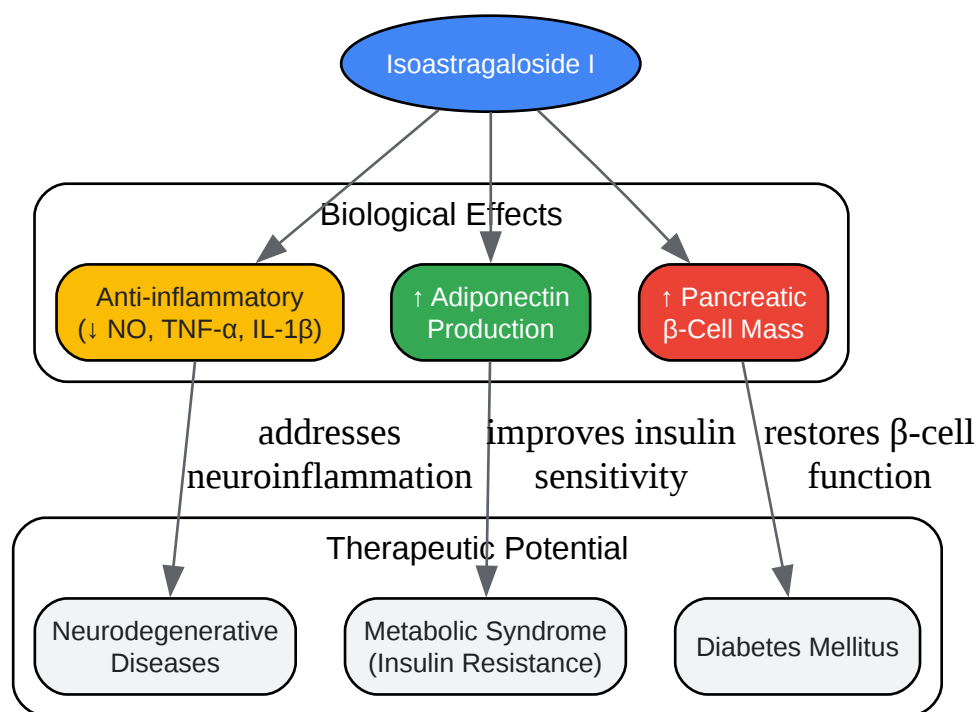 Isoastragaloside I
Biological Effects
Anti-inflammatory
(↓ NO, TNF-α, IL-1β)
↑ Adiponectin
Production
↑ Pancreatic
β-Cell Mass
addresses
neuroinflammation
improves insulin
sensitivity
restores β-cell
function
Therapeutic Potential
Neurodegenerative
Diseases
Metabolic Syndrome
(Insulin Resistance)
Diabetes Mellitus